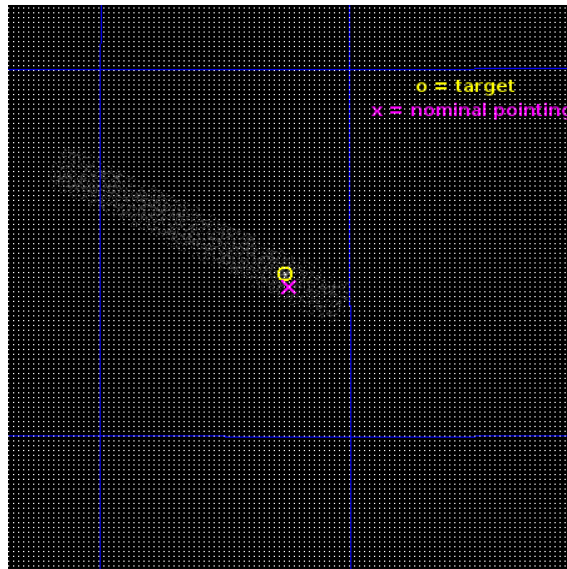 o = target
x = nominal pointing